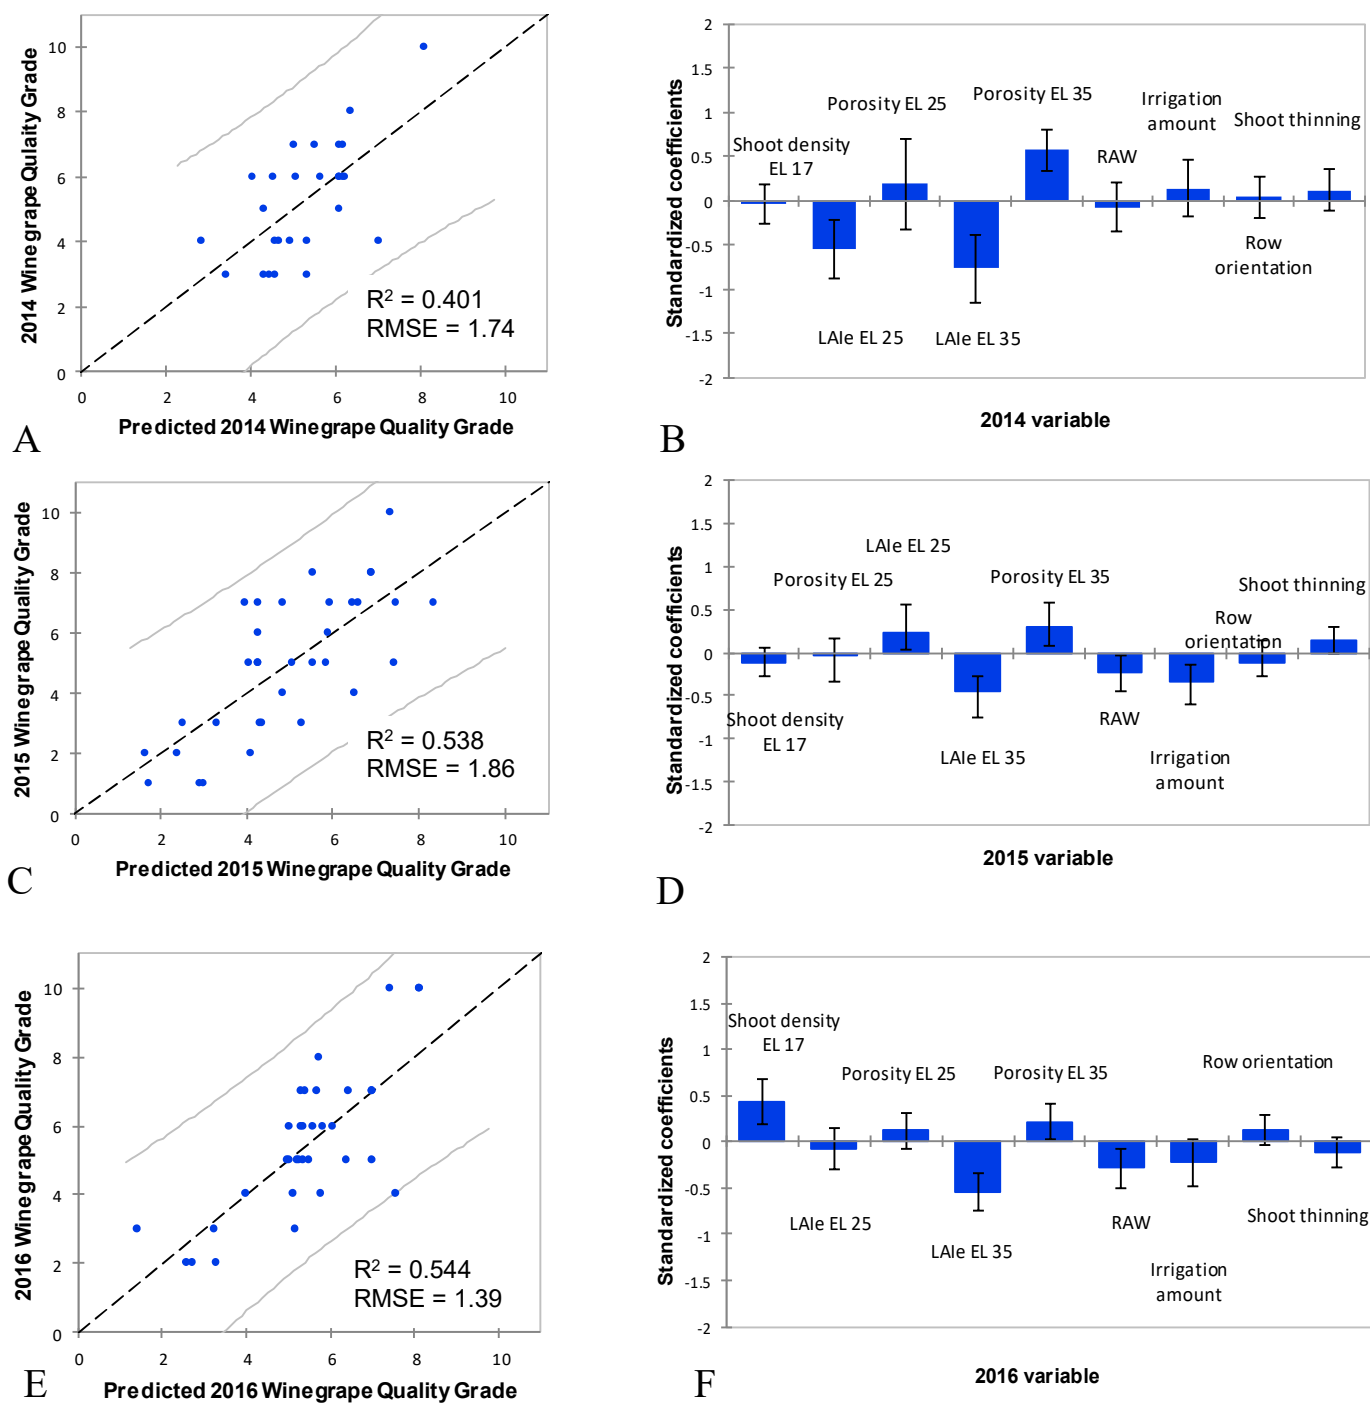 2014 Winegrape Qulality Grade
10
8
6
4
2
0
0 2 4 6 8 10
R² = 0.401
RMSE = 1.74
Predicted 2014 Winegrape Quality Grade
A
Standardized coefficients
2
1.5
1
0.5
0
-0.5
-1
-1.5
-2
Shoot density
EL 17
LAIe EL 25
Porosity EL 25
LAIe EL 35
Porosity EL 35
RAW
Irrigation
amount
Row
orientation
Shoot thinning
2014 variable
B
2015 Winegrape Quality Grade
10
8
6
4
2
0
0 2 4 6 8 10
R² = 0.538
RMSE = 1.86
Predicted 2015 Winegrape Quality Grade
C
Standardized coefficients
2
1.5
1
0.5
0
-0.5
-1
-1.5
-2
Shoot density
EL 17
Porosity EL 25
LAIe EL 25
LAIe EL 35
Porosity EL 35
RAW
Irrigation
amount
Row
orientation
Shoot thinning
2015 variable
D
2016 Winegrape Quality Grade
10
8
6
4
2
0
0 2 4 6 8 10
R² = 0.544
RMSE = 1.39
Predicted 2016 Winegrape Quality Grade
E
Standardized coefficients
2
1.5
1
0.5
0
-0.5
-1
-1.5
-2
Shoot density
EL 17
LAIe EL 25
Porosity EL 25
LAIe EL 35
Porosity EL 35
RAW
Irrigation
amount
Row orientation
Shoot thinning
2016 variable
F